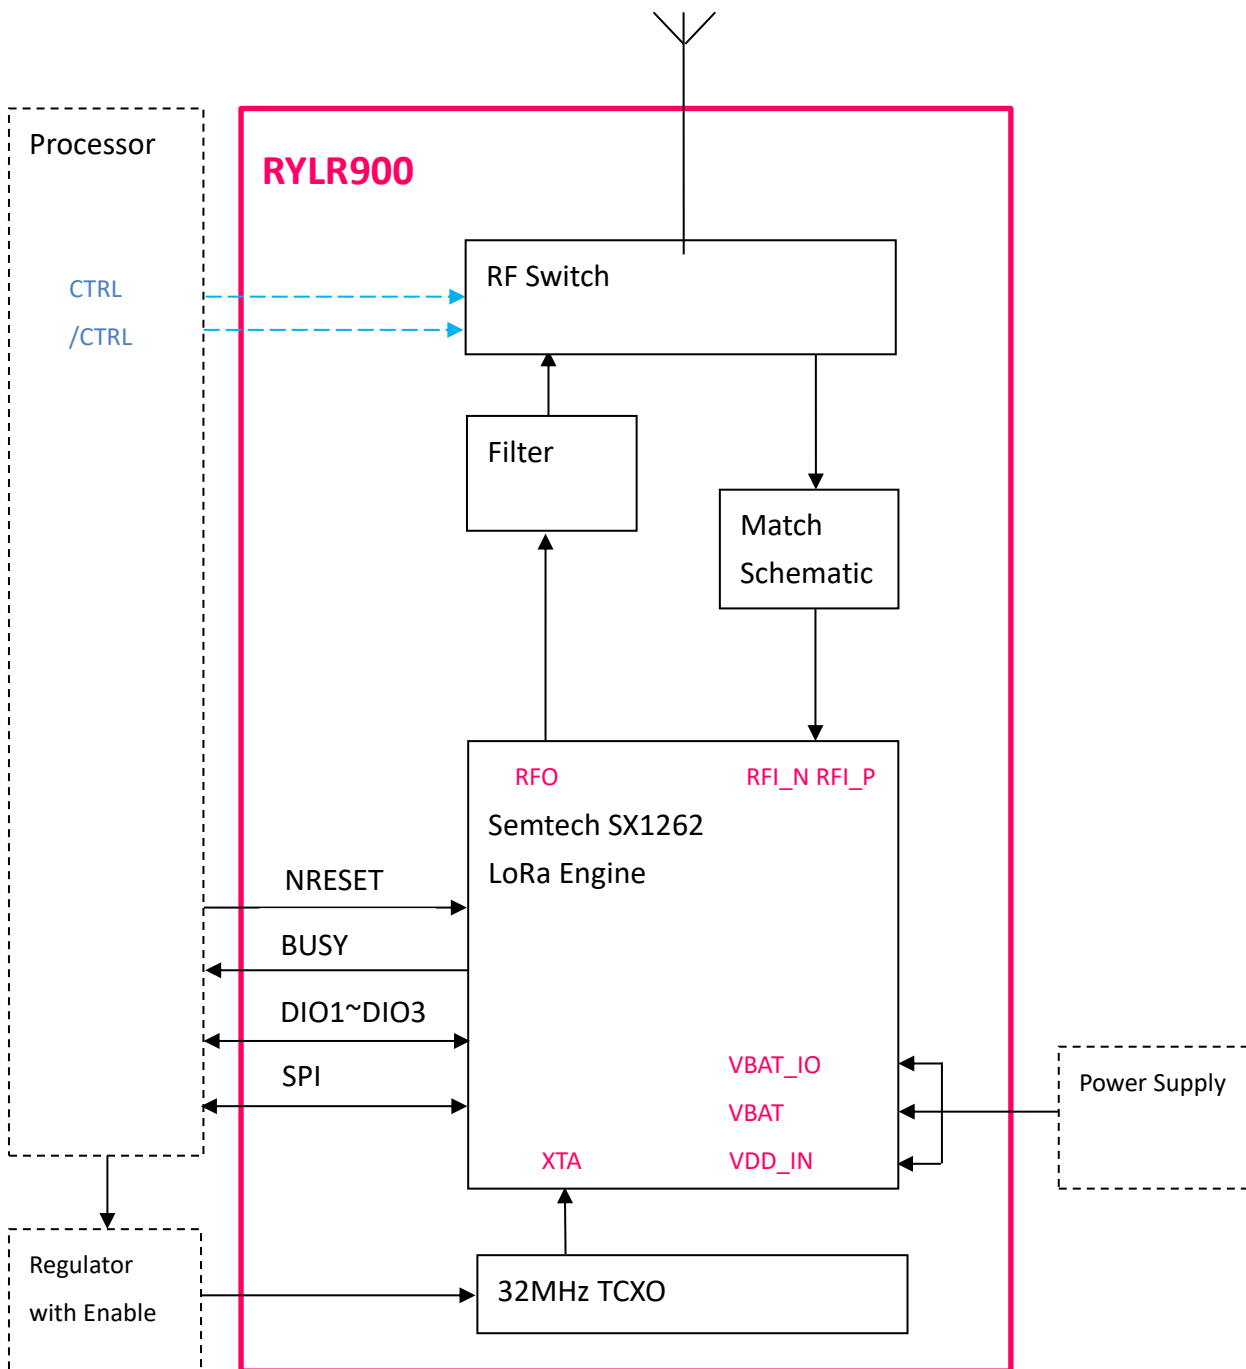 Processor
RYLR900
RF Switch
CTRL
/CTRL
Filter
Match
Schematic
RFO
RFI_N RFI_P
Semtech SX1262
LoRa Engine
NRESET
BUSY
DIO1~DIO3
SPI
VBAT_IO
VBAT
XTA
VDD_IN
Power Supply
Regulator
with Enable
32MHz TCXO